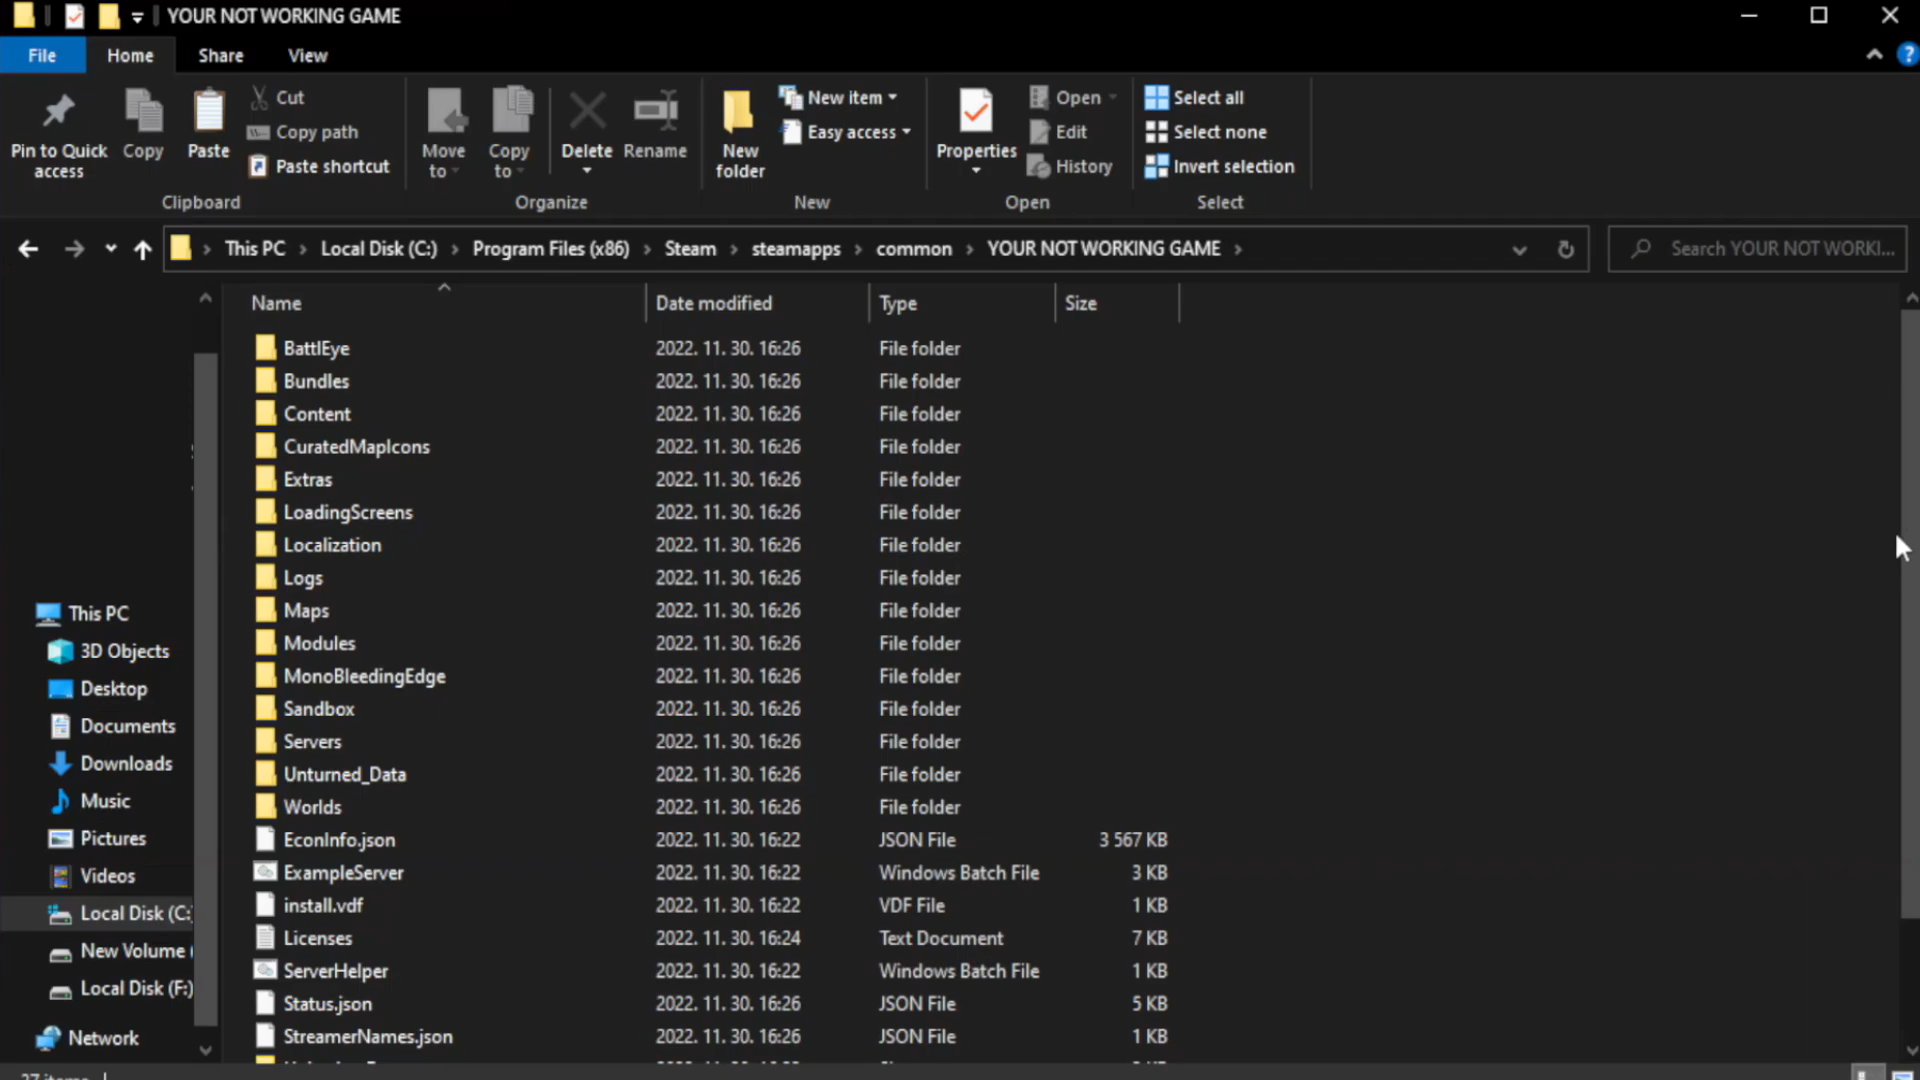 YOUR NOT WORKING GAME
File Home Share View
Pin to Quick access
Copy
Paste
Cut
Copy path
Paste shortcut
Clipboard
Move to
Copy to
Delete
Rename
Organize
New folder
New item
Easy access
New
Properties
Open
Edit
History
Open
Select all
Select none
Invert selection
Select
This PC Local Disk (C:) Program Files (x86) Steam steamapps common YOUR NOT WORKING GAME
Search YOUR NOT WORKI...
Name Date modified Type Size
BattlEye 2022. 11. 30. 16:26 File folder
Bundles 2022. 11. 30. 16:26 File folder
Content 2022. 11. 30. 16:26 File folder
CuratedMapIcons 2022. 11. 30. 16:26 File folder
Extras 2022. 11. 30. 16:26 File folder
LoadingScreens 2022. 11. 30. 16:26 File folder
Localization 2022. 11. 30. 16:26 File folder
Logs 2022. 11. 30. 16:26 File folder
Maps 2022. 11. 30. 16:26 File folder
Modules 2022. 11. 30. 16:26 File folder
MonoBleedingEdge 2022. 11. 30. 16:26 File folder
Sandbox 2022. 11. 30. 16:26 File folder
Servers 2022. 11. 30. 16:26 File folder
Unturned_Data 2022. 11. 30. 16:26 File folder
Worlds 2022. 11. 30. 16:26 File folder
EconInfo.json 2022. 11. 30. 16:22 JSON File 3 567 KB
ExampleServer 2022. 11. 30. 16:22 Windows Batch File 3 KB
install.vdf 2022. 11. 30. 16:22 VDF File 1 KB
Licenses 2022. 11. 30. 16:24 Text Document 7 KB
ServerHelper 2022. 11. 30. 16:22 Windows Batch File 1 KB
Status.json 2022. 11. 30. 16:26 JSON File 5 KB
StreamerNames.json 2022. 11. 30. 16:26 JSON File 1 KB
This PC
3D Objects
Desktop
Documents
Downloads
Music
Pictures
Videos
Local Disk (C:
New Volume (
Local Disk (F:)
Network